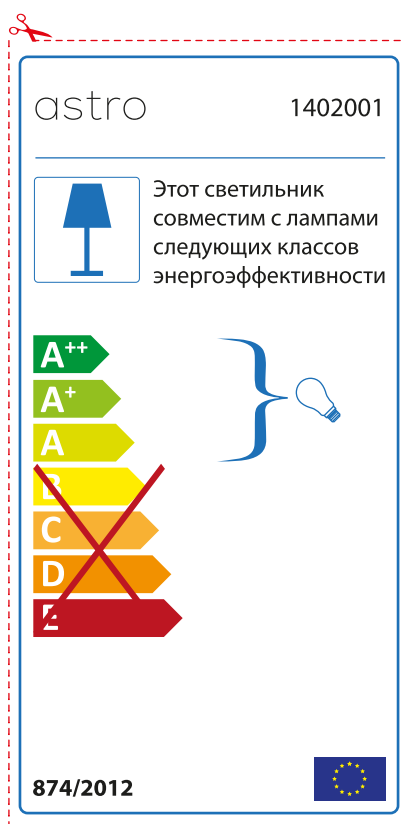 astro
1402001
Этот светильник
совместим с лампами
следующих классов
энергоэффективности
A++
A+
A
B
C
D
E
874/2012